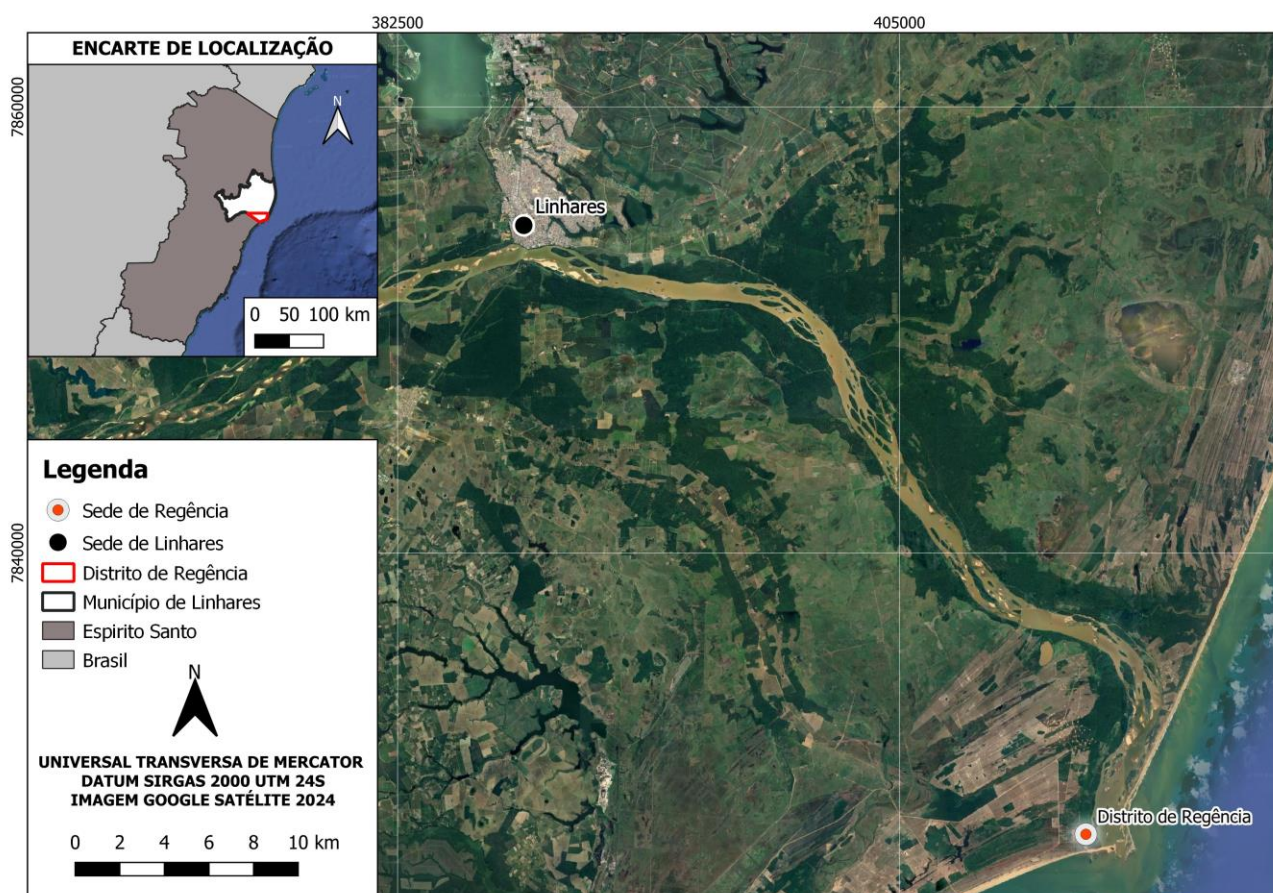 382500
405000
ENCARTE DE LOCALIZAÇÃO
N
0 50 100 km
7860000
Linhares
Legenda
Sede de Regência
Sede de Linhares
Distrito de Regência
Município de Linhares
Espirito Santo
Brasil
7840000
N
UNIVERSAL TRANSVERSA DE MERCATOR
DATUM SIRGAS 2000 UTM 24S
IMAGEM GOOGLE SATÉLITE 2024
0 2 4 6 8 10 km
Distrito de Regência